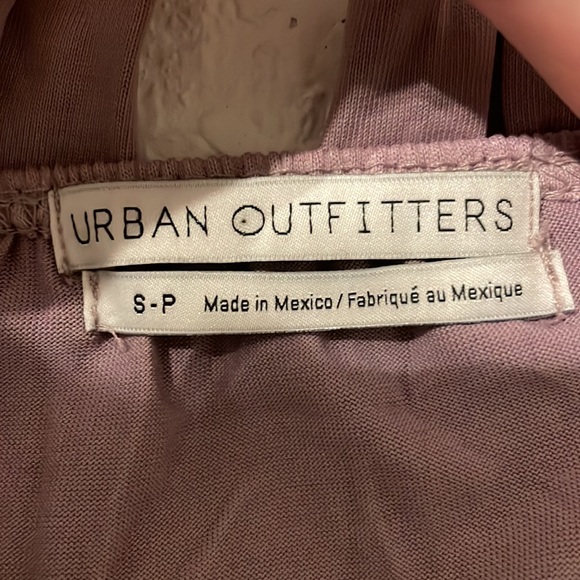 URBAN OUTFITTERS
S-P Made in Mexico/Fabriqué au Mexique